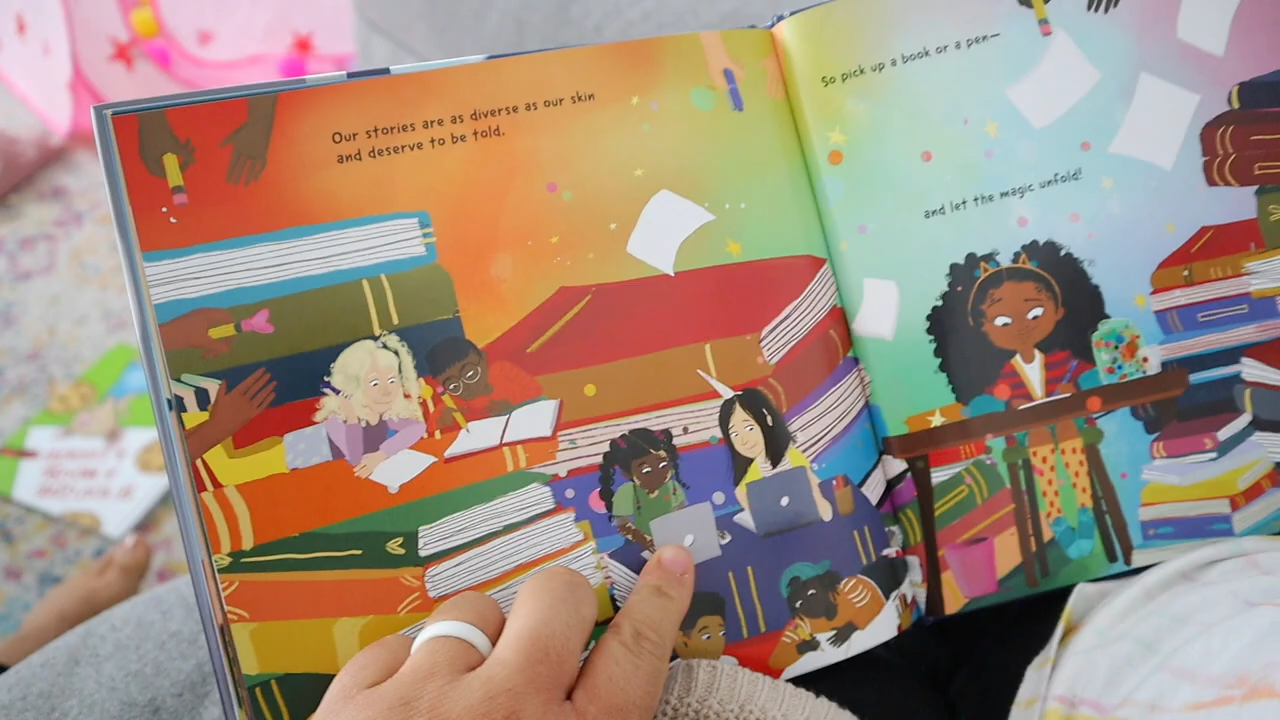 Our stories are as diverse as our skin
and deserve to be told.
So pick up a book or a pen—
and let the magic unfold!